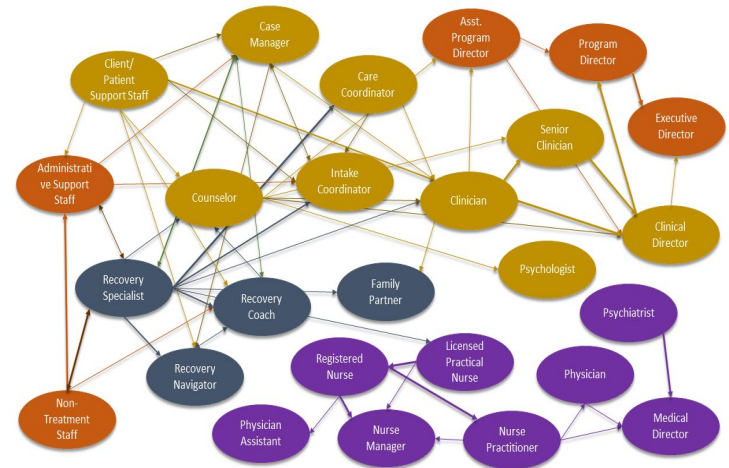 Case
Manager
Asst.
Program
Director
Program
Director
Client/
Patient
Support Staff
Care
Coordinator
Executive
Director
Senior
Clinician
Administrati
ve Support
Staff
Counselor
Intake
Coordinator
Clinician
Clinical
Director
Psychologist
Recovery
Specialist
Recovery
Coach
Family
Partner
Psychiatrist
Recovery
Navigator
Registered
Nurse
Licensed
Practical
Nurse
Physician
Non-
Treatment
Staff
Physician
Assistant
Nurse
Manager
Nurse
Practitioner
Medical
Director